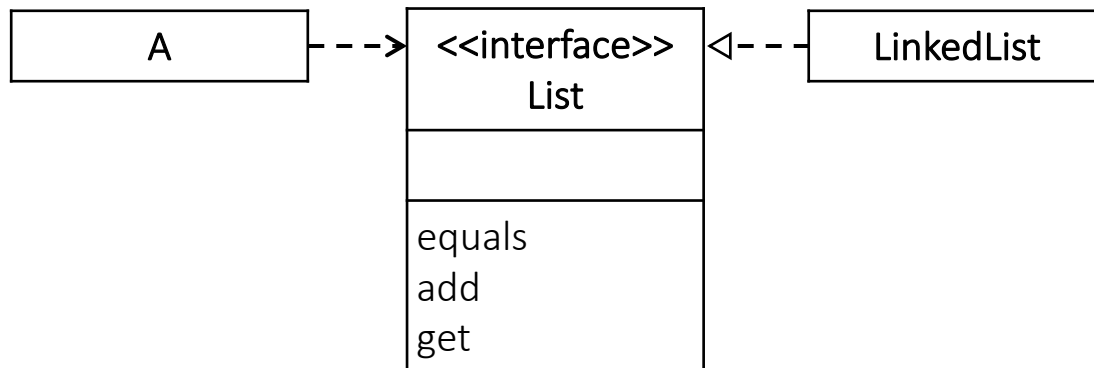 A
<<interface>>
List
LinkedList
equals
add
get